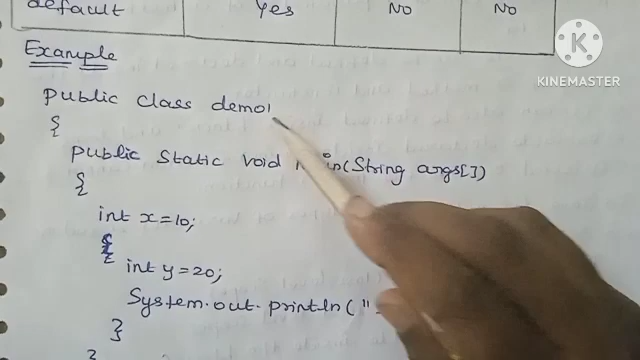 default Yes No No
Example
KINEMASTER
public class demo1
{
public static void main(String args[])
{
int x=10;
{
int y=20;
System.out.println("
}
}